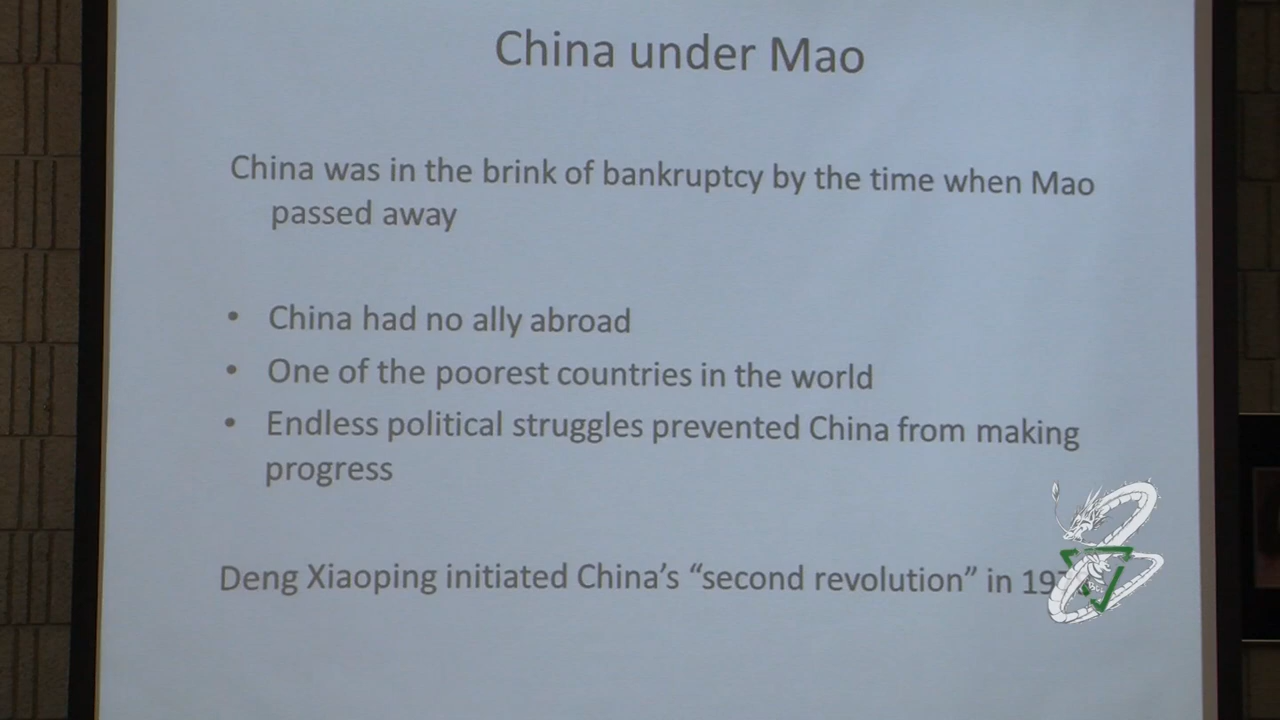 China under Mao
China was in the brink of bankruptcy by the time when Mao
passed away
• China had no ally abroad
• One of the poorest countries in the world
• Endless political struggles prevented China from making
progress
Deng Xiaoping initiated China's “second revolution” in